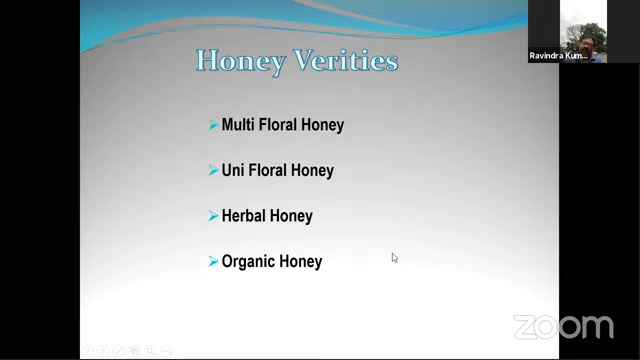 Honey Verities
Ravindra Kum...
Multi Floral Honey
Uni Floral Honey
Herbal Honey
Organic Honey
zoom